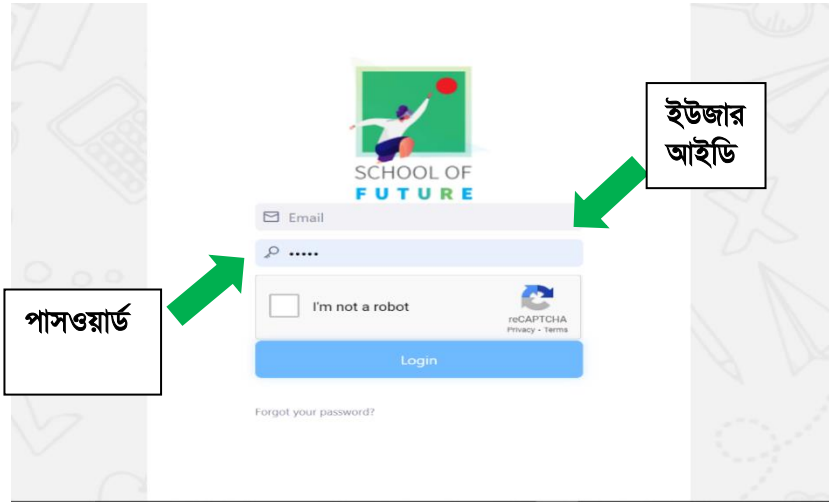 SCHOOL OF
FUTURE
ইউজার
আইডি
Email
•••••
পাসওয়ার্ড
I'm not a robot
reCAPTCHA
Privacy - Terms
Login
Forgot your password?